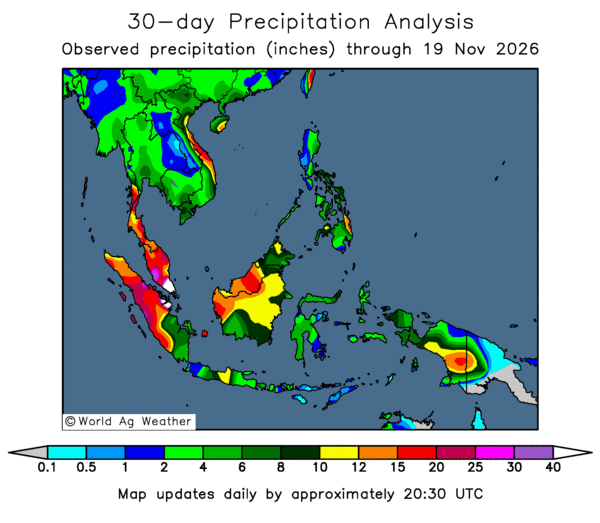 30-day Precipitation Analysis
Observed precipitation (inches) through 19 Nov 2026
©World Ag Weather
0.1 0.5 1 2 4 6 8 10 12 15 20 25 30 40
Map updates daily by approximately 20:30 UTC